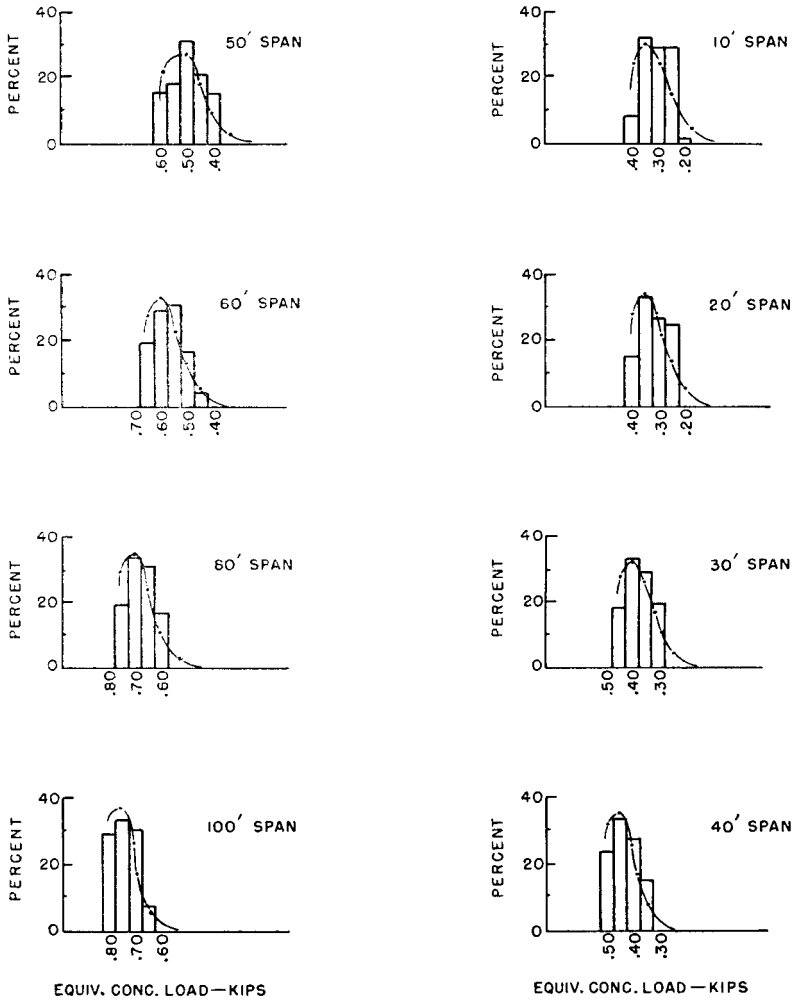 40
20
0
PERCENT
50' SPAN
.60
.50
.40
40
20
0
PERCENT
60' SPAN
.70
.60
.50
.40
40
20
0
PERCENT
80' SPAN
.80
.70
.60
40
20
0
PERCENT
100' SPAN
.80
.70
.60
EQUIV. CONC. LOAD—KIPS
40
20
0
PERCENT
10' SPAN
.40
.30
.20
40
20
0
PERCENT
20' SPAN
.40
.30
.20
40
20
0
PERCENT
30' SPAN
.50
.40
.30
40
20
0
PERCENT
40' SPAN
.50
.40
.30
EQUIV. CONC. LOAD—KIPS